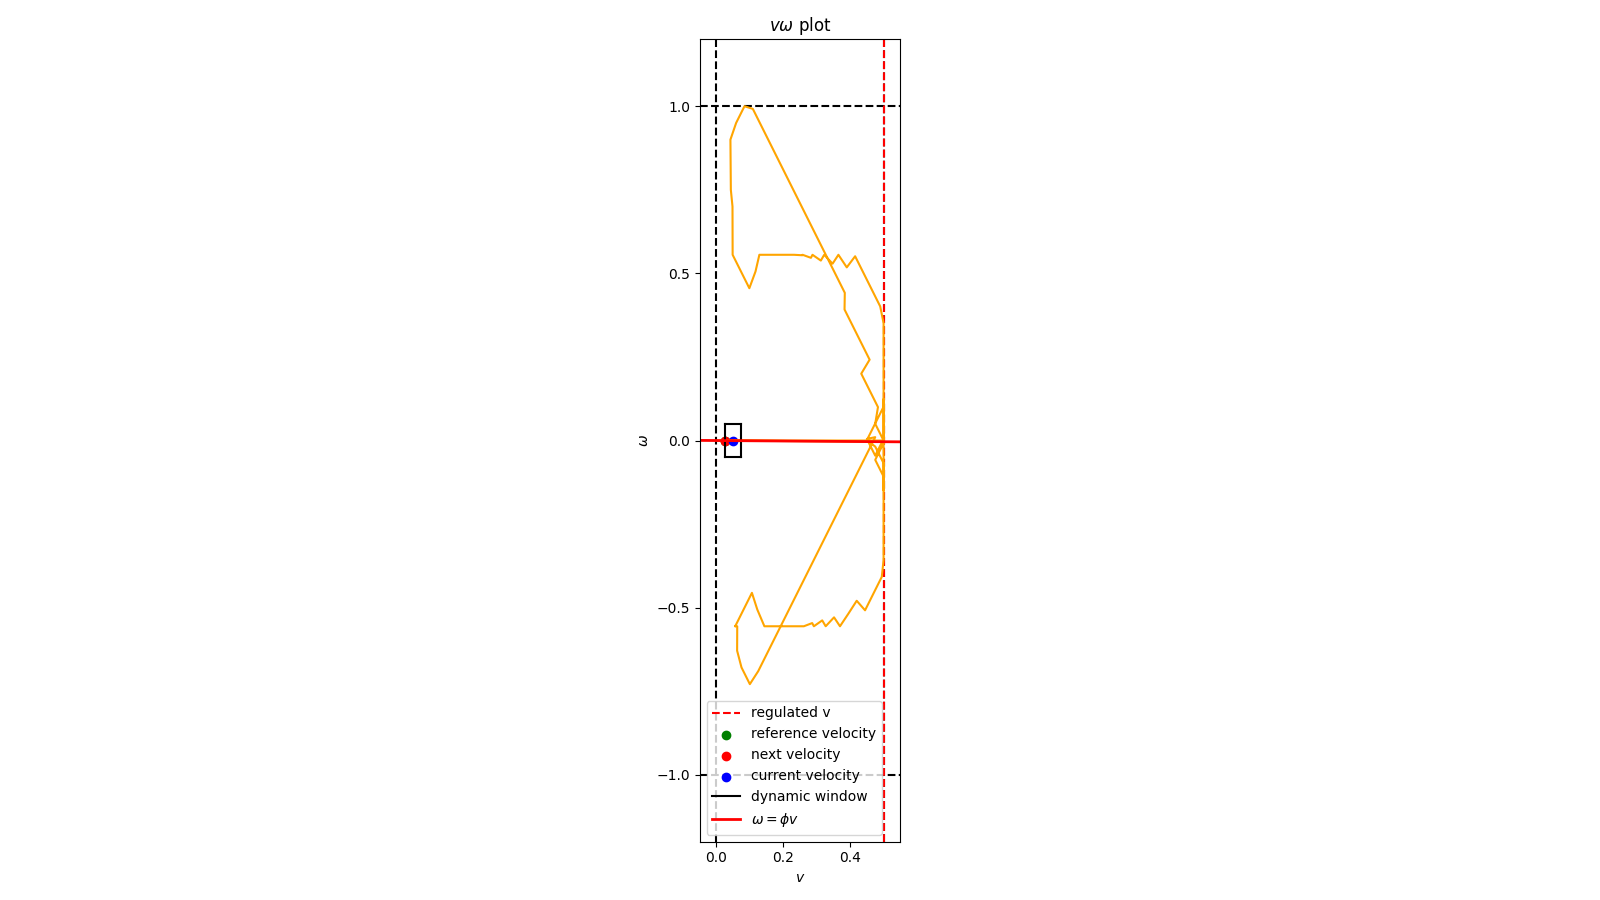 vω plot
1.0
0.5
0.0
−0.5
−1.0
ω
0.0 0.2 0.4
v
regulated v
reference velocity
next velocity
current velocity
dynamic window
ω = ϕv